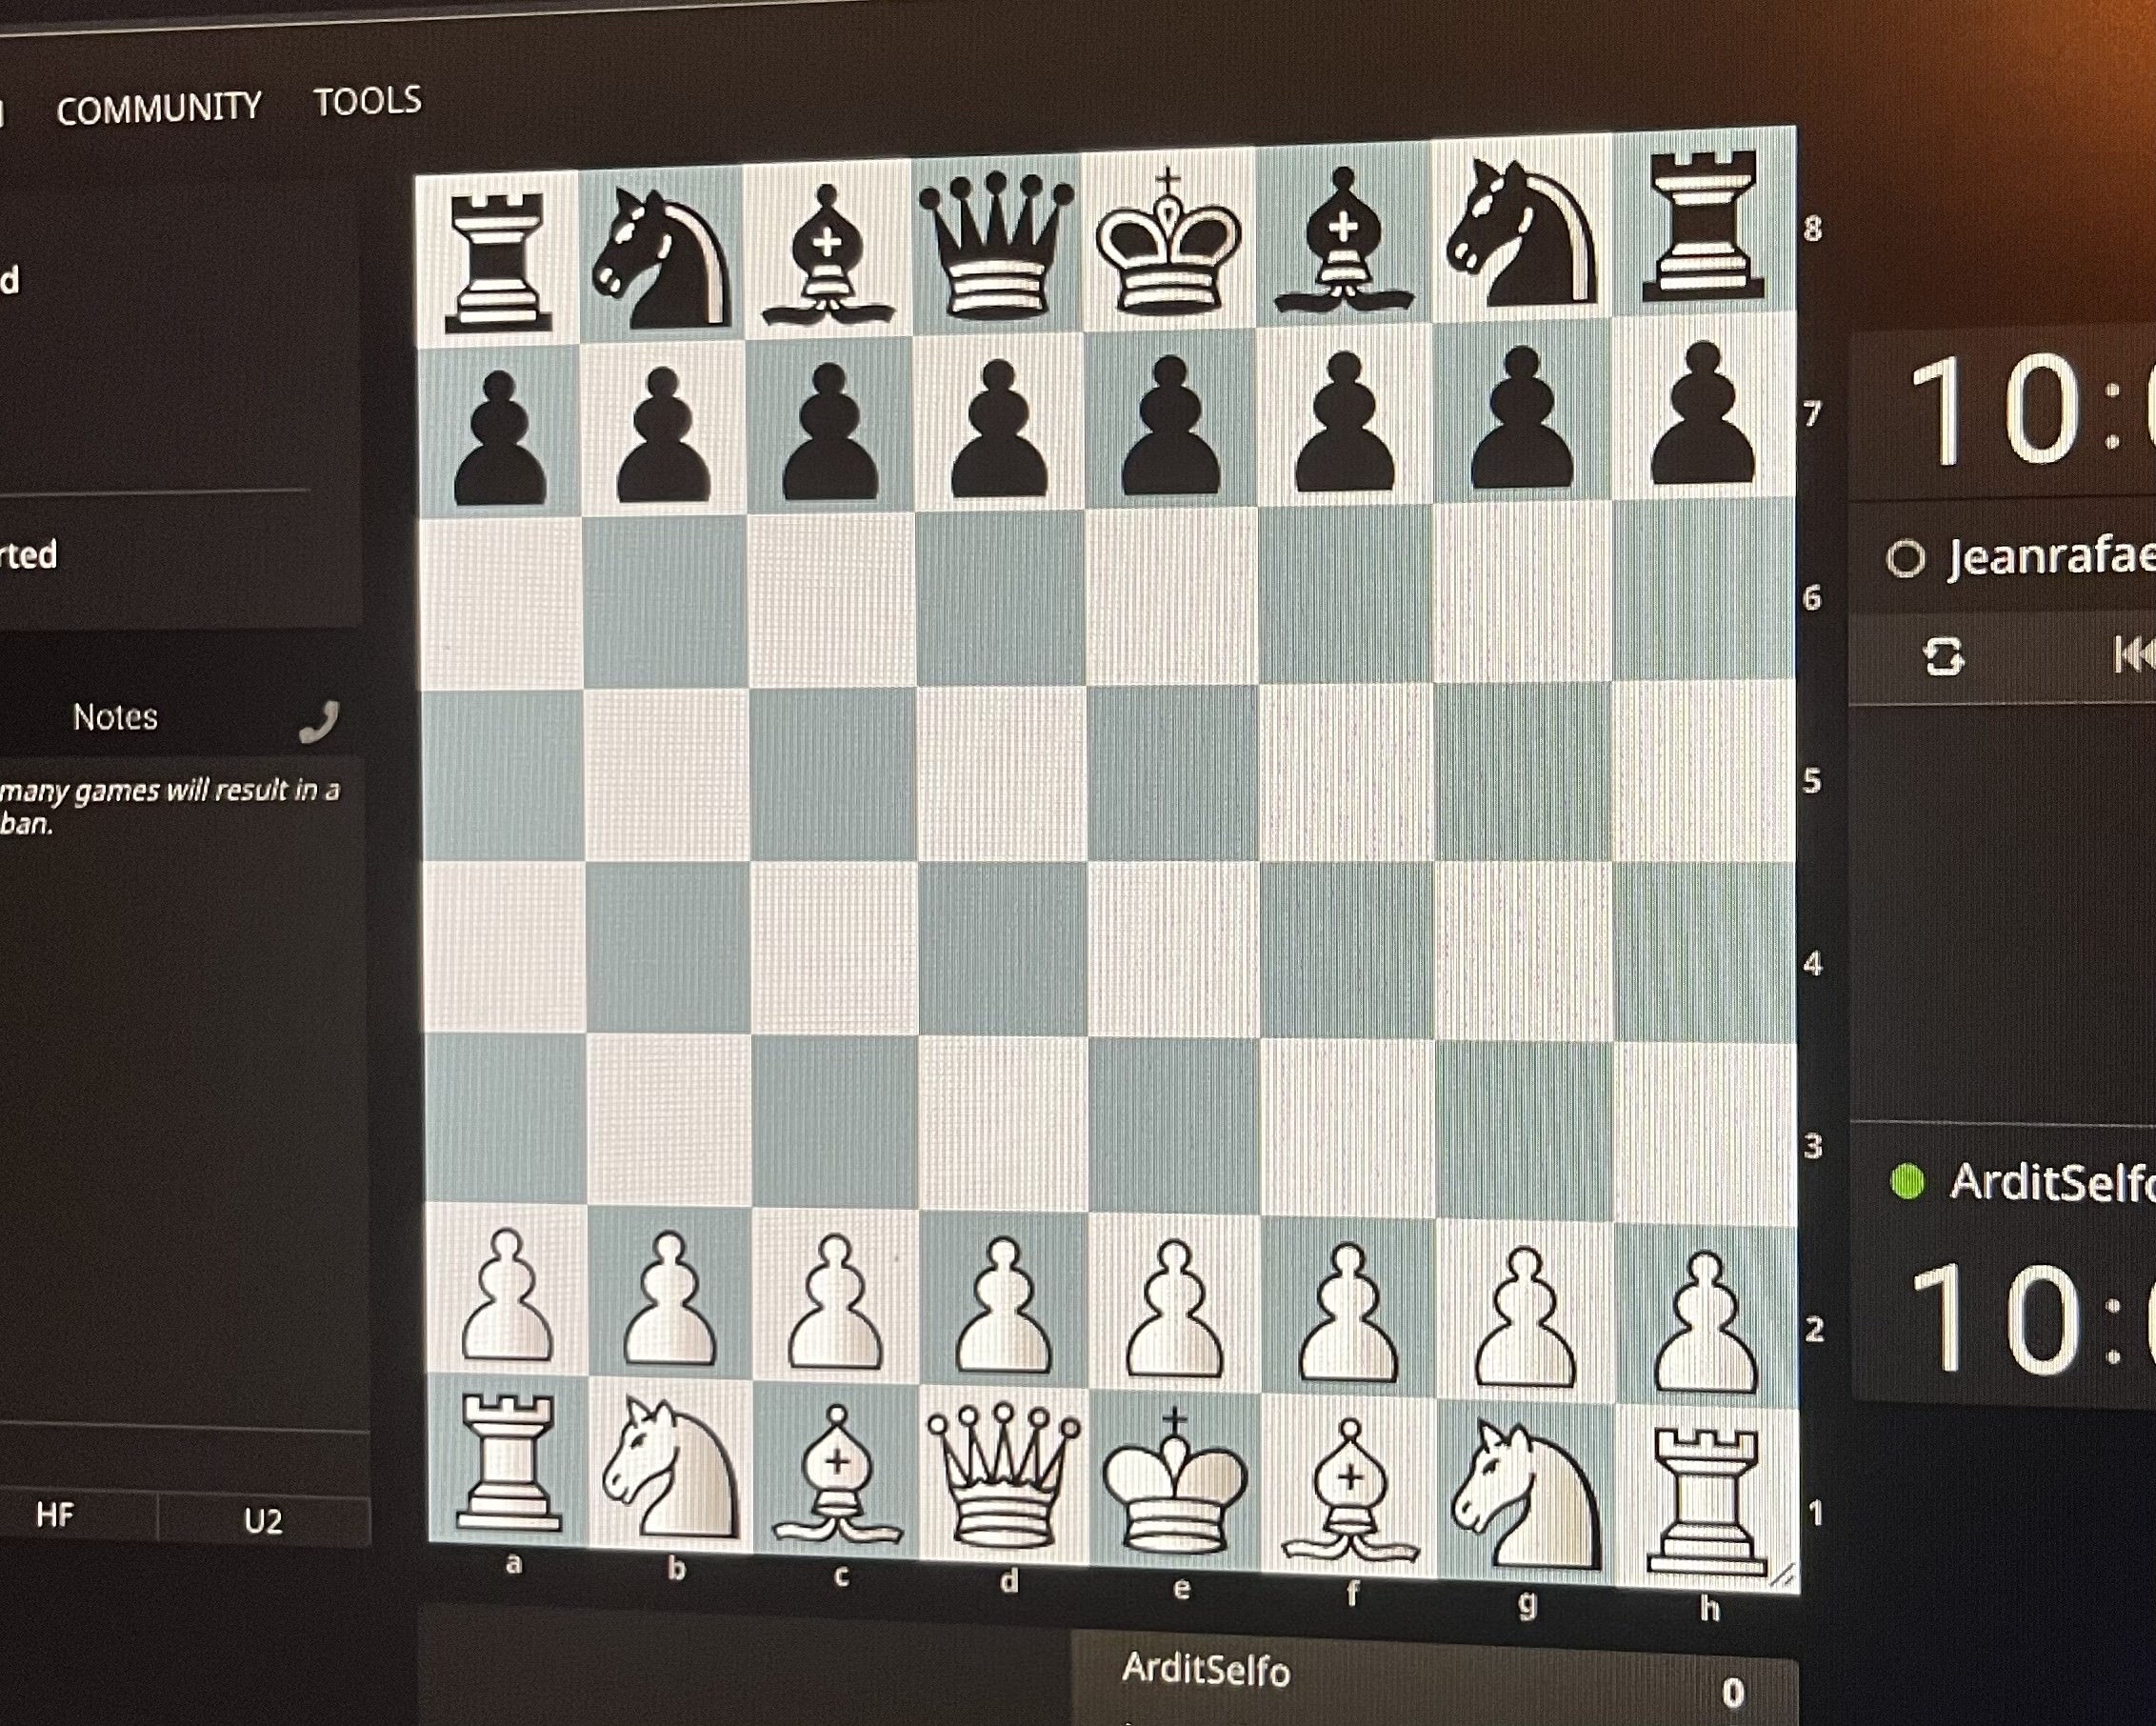 COMMUNITY TOOLS
8
7
6
5
4
3
2
1
a b c d e f g h
Notes
many games will result in a
ban.
HF U2
10:
Jeanrafae
ArditSelfo
10:
ArditSelfo 0